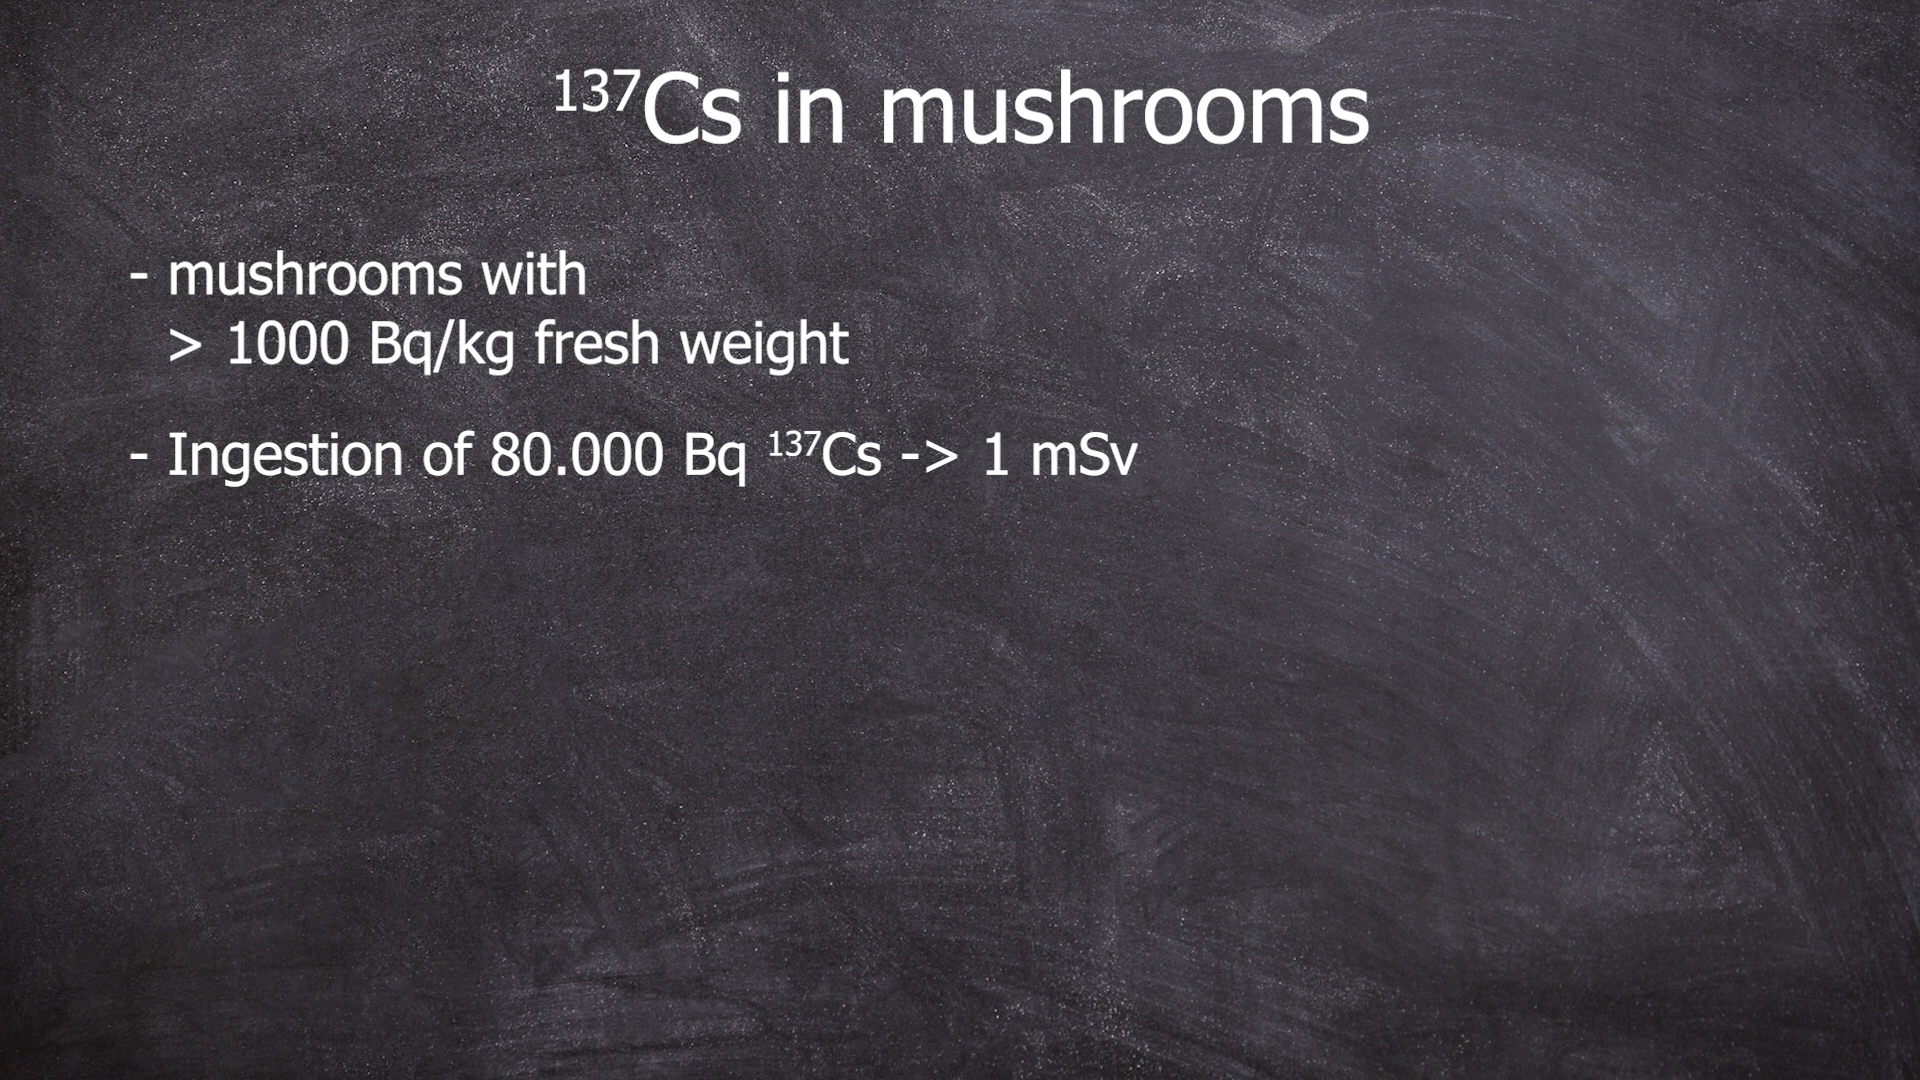 ¹³⁷Cs in mushrooms
- mushrooms with
> 1000 Bq/kg fresh weight
- Ingestion of 80.000 Bq ¹³⁷Cs -> 1 mSv